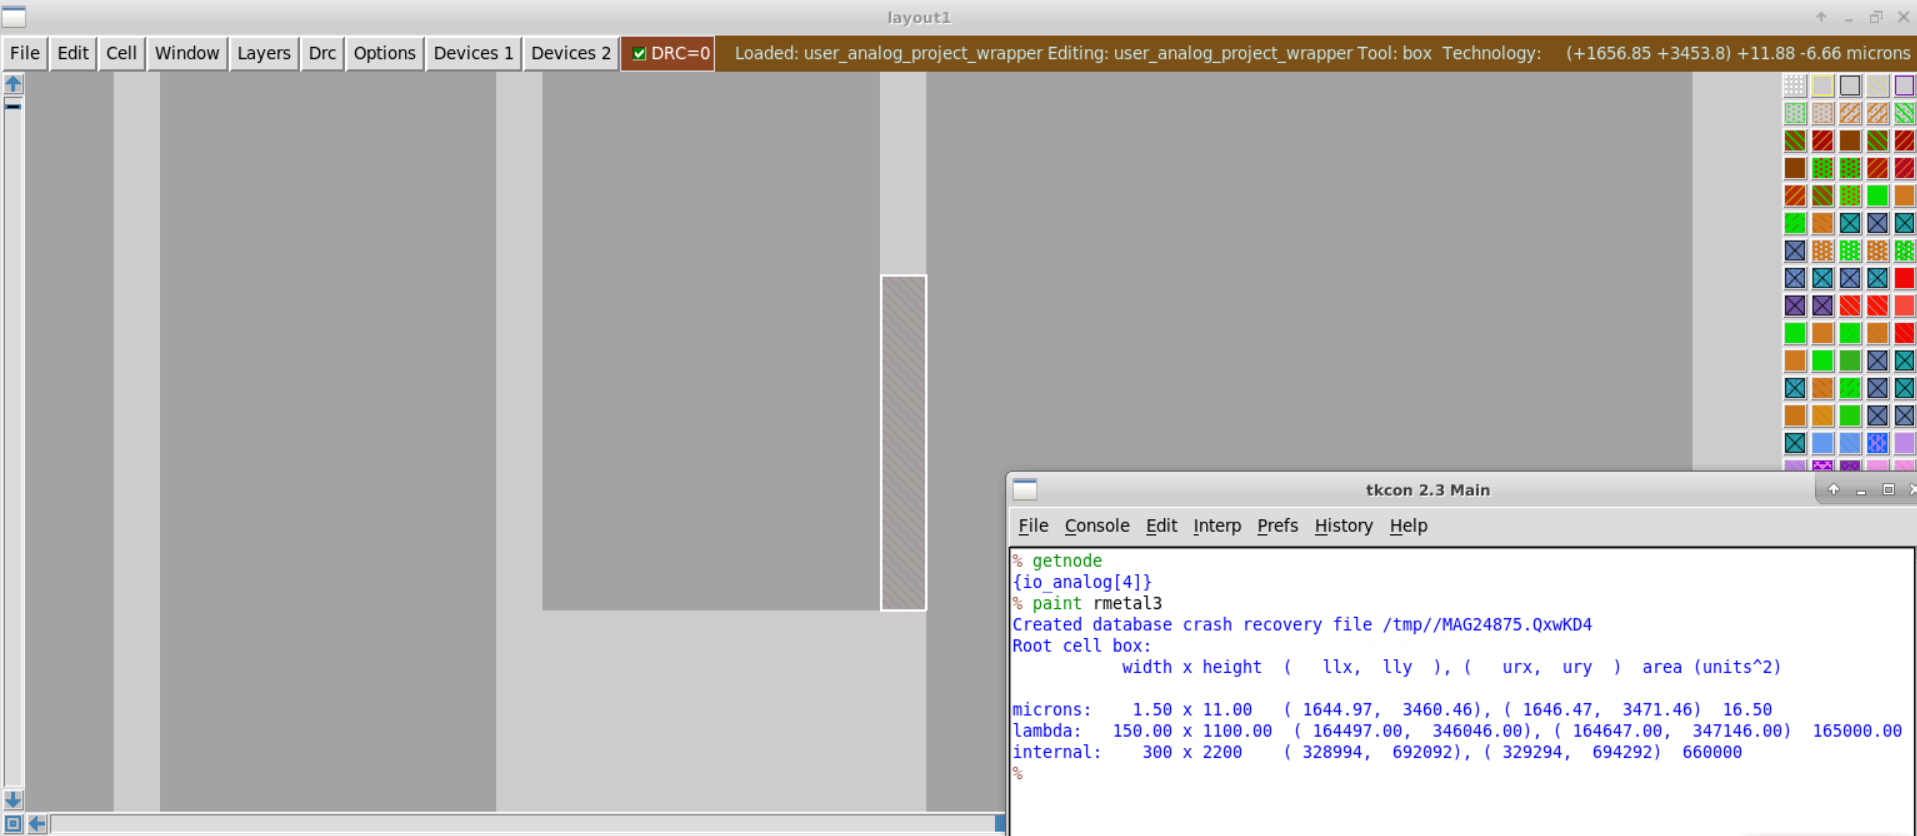 layout1
File Edit Cell Window Layers Drc Options Devices 1 Devices 2 DRC=0 Loaded: user_analog_project_wrapper Editing: user_analog_project_wrapper Tool: box Technology: (+1656.85 +3453.8) +11.88 -6.66 microns
tkcon 2.3 Main
File Console Edit Interp Prefs History Help
% getnode
{io_analog[4]}
% paint rmetal3
Created database crash recovery file /tmp//MAG24875.QxwKD4
Root cell box:
width x height ( llx, lly ), ( urx, ury ) area (units^2)
microns: 1.50 x 11.00 ( 1644.97, 3460.46), ( 1646.47, 3471.46) 16.50
lambda: 150.00 x 1100.00 ( 164497.00, 346046.00), ( 164647.00, 347146.00) 165000.00
internal: 300 x 2200 ( 328994, 692092), ( 329294, 694292) 660000
%